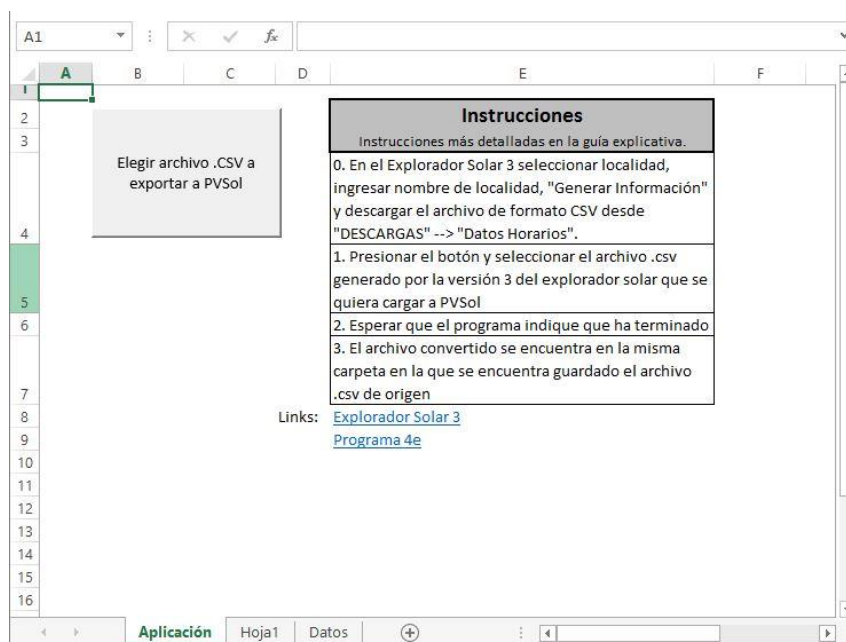 A1
fx
A B C D E F
1
2
3
4
5
6
7
8
9
10
11
12
13
14
15
16
Elegir archivo .CSV a
exportar a PVSol
Instrucciones
Instrucciones más detalladas en la guía explicativa.
0. En el Explorador Solar 3 seleccionar localidad,
ingresar nombre de localidad, "Generar Información"
y descargar el archivo de formato CSV desde
"DESCARGAS" --> "Datos Horarios".
1. Presionar el botón y seleccionar el archivo .csv
generado por la versión 3 del explorador solar que se
quiera cargar a PVSol
2. Esperar que el programa indique que ha terminado
3. El archivo convertido se encuentra en la misma
carpeta en la que se encuentra guardado el archivo
.csv de origen
Links: Explorador Solar 3
Programa 4e
Aplicación Hoja1 Datos